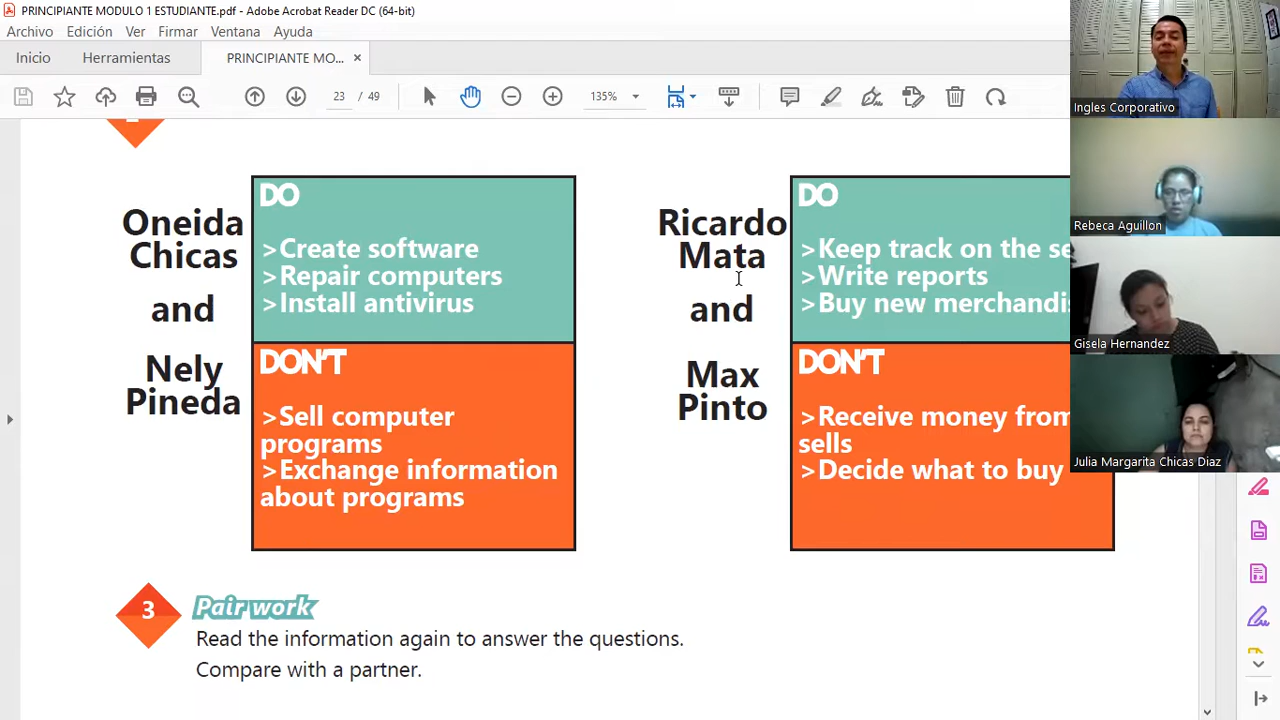 PRINCIPIANTE MODULO 1 ESTUDIANTE.pdf - Adobe Acrobat Reader DC (64-bit)
Archivo Edición Ver Firmar Ventana Ayuda
Inicio Herramientas PRINCIPIANTE MO... ×
23 / 49 135%
Oneida
Chicas
and
Nely
Pineda
DO
>Create software
>Repair computers
>Install antivirus
DON'T
>Sell computer
programs
>Exchange information
about programs
Ricardo
Mata
and
Max
Pinto
DO
>Keep track on the se
>Write reports
>Buy new merchandis
DON'T
>Receive money from
sells
>Decide what to buy
3 Pair work
Read the information again to answer the questions.
Compare with a partner.
Ingles Corporativo
Rebeca Aguillon
Gisela Hernandez
Julia Margarita Chicas Diaz